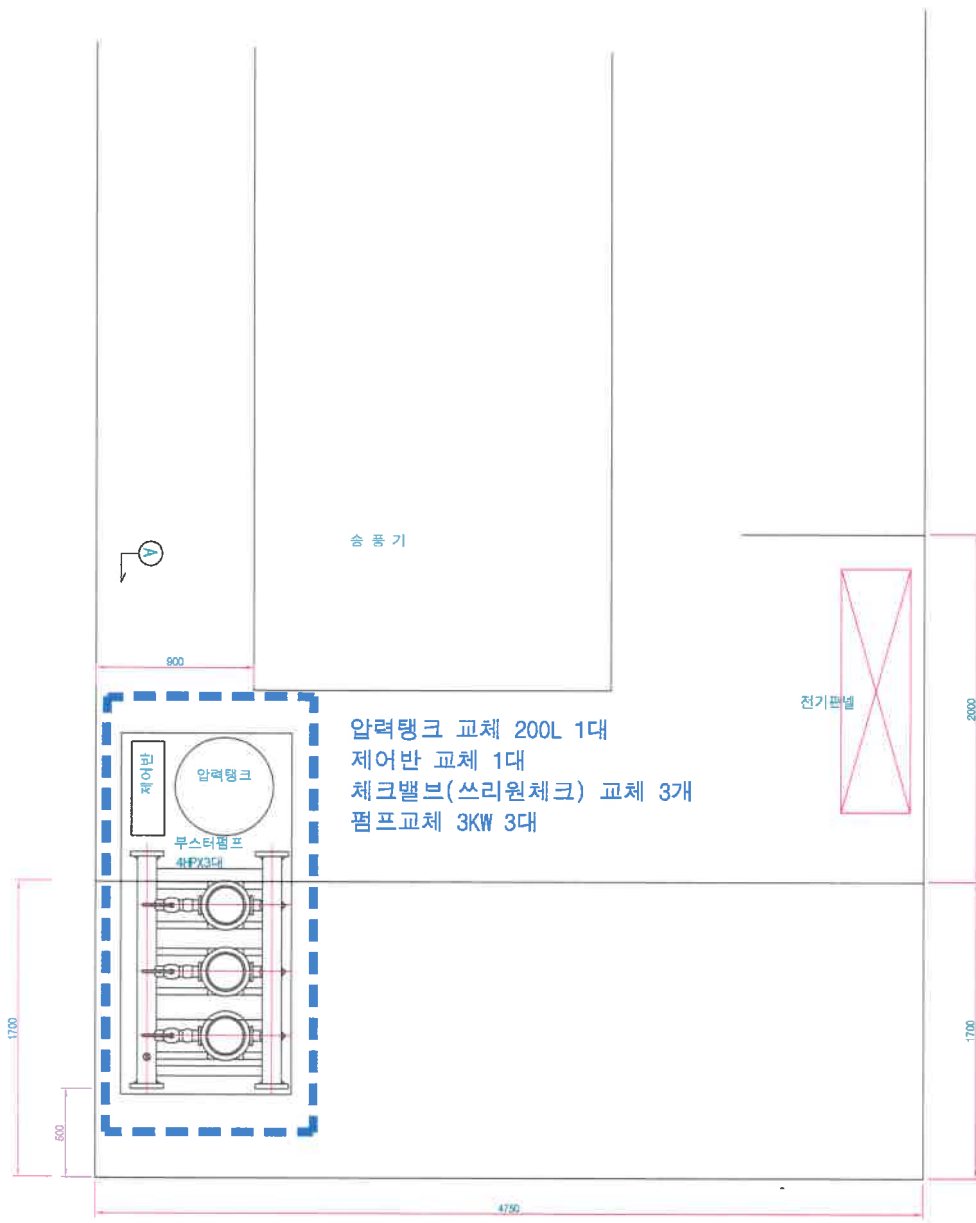 송 풍 기
A
900
전기판넬
2000
압력탱크 교체 200L 1대
제어반 교체 1대
체크밸브(쓰리원체크) 교체 3개
펌프교체 3KW 3대
제어반
압력탱크
부스터펌프
4HPX3대
1700
1700
500
4750